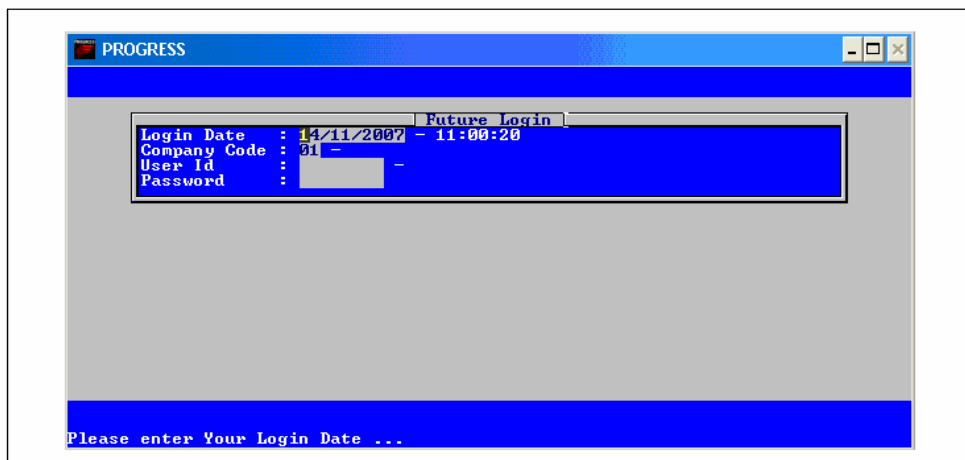 PROGRESS
Future Login
Login Date : 14/11/2007 - 11:00:20
Company Code : 01 -
User Id : -
Password :
Please enter Your Login Date ...